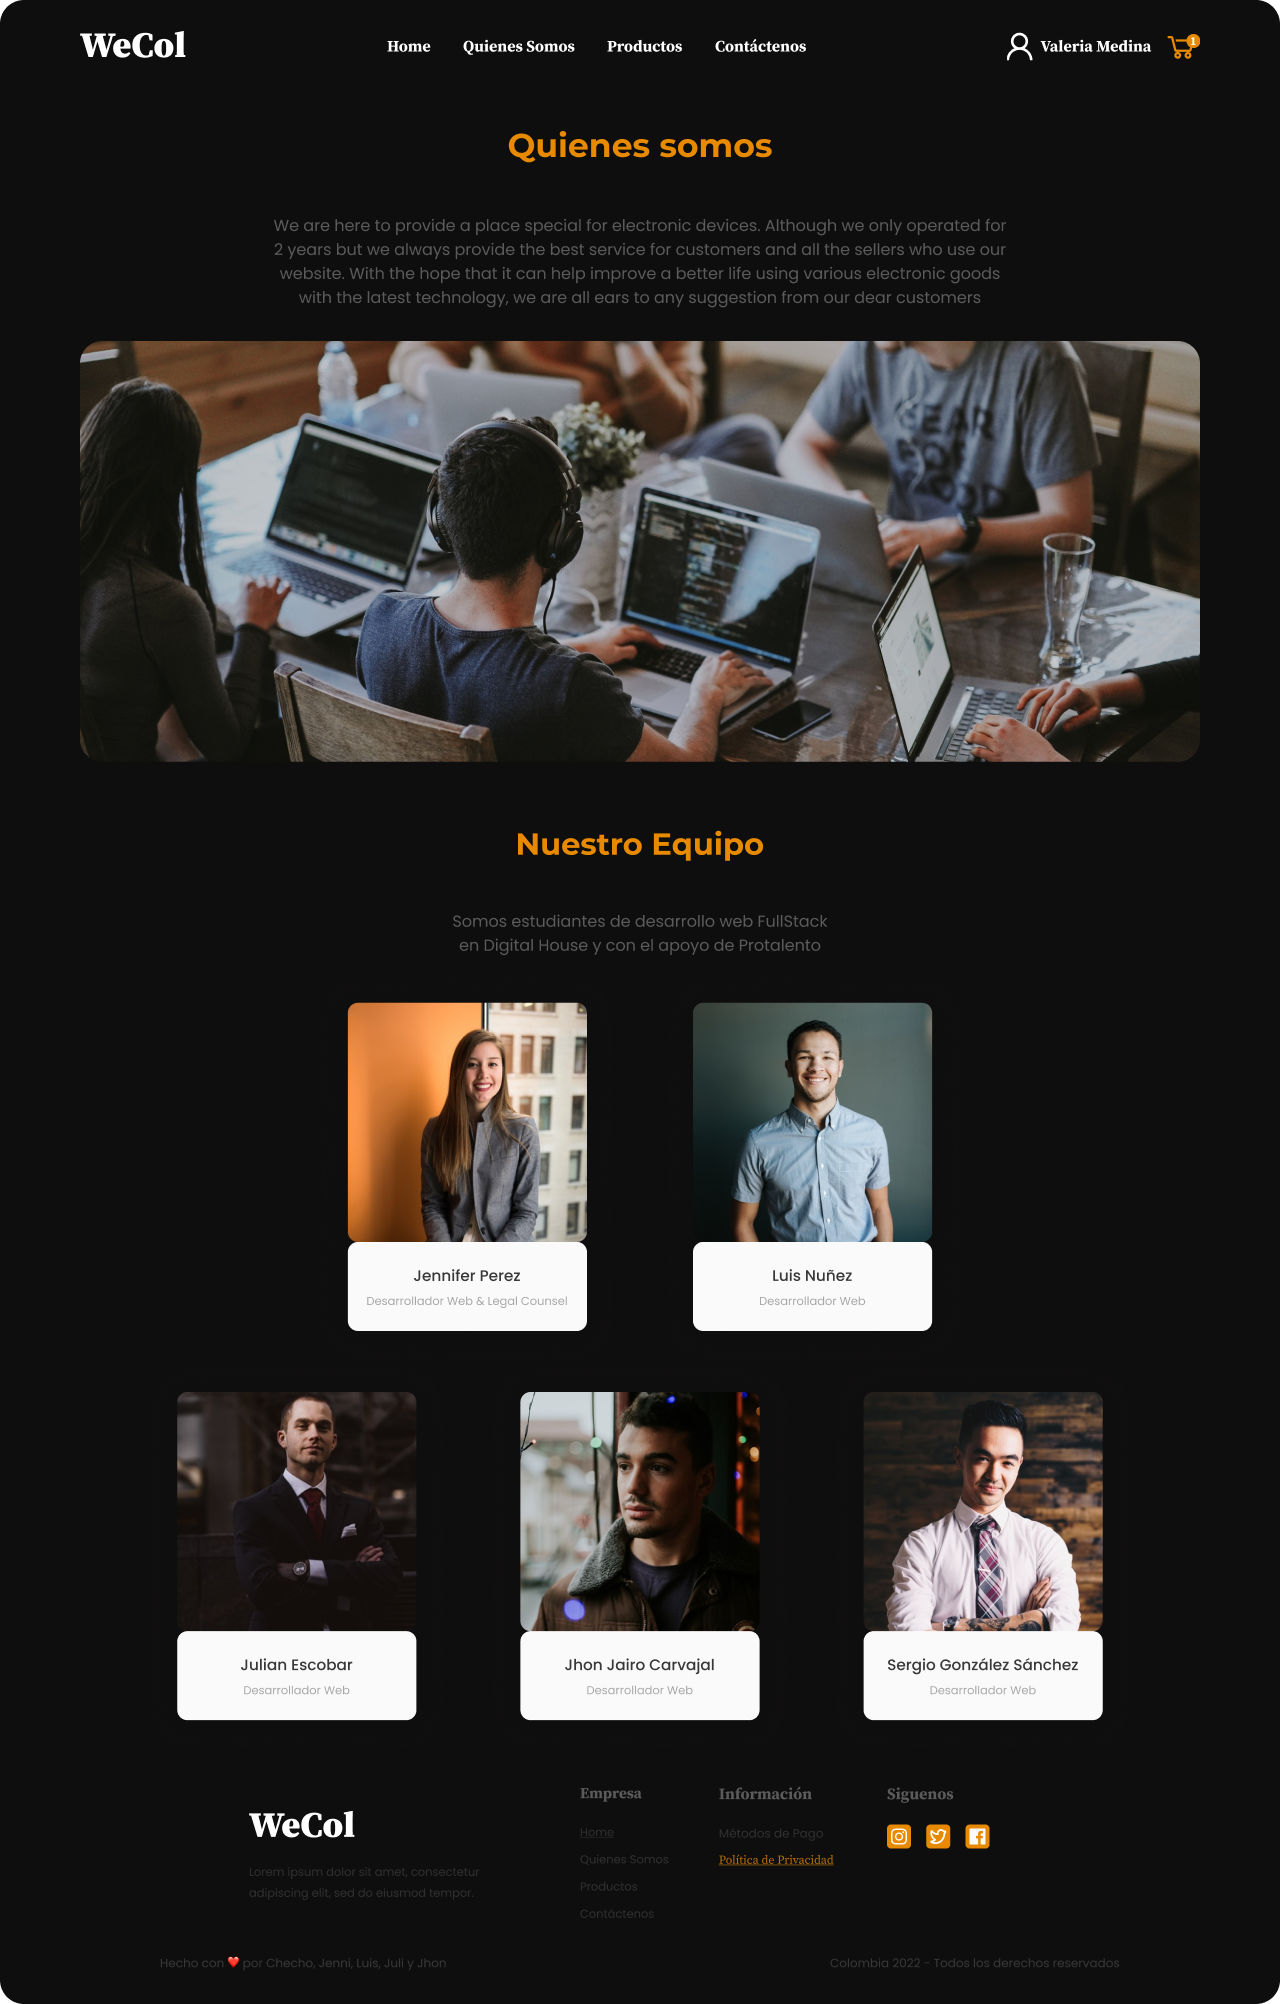 WeCol
Home
Quienes Somos
Productos
Contáctenos
Valeria Medina
1
Quienes somos
We are here to provide a place special for electronic devices. Although we only operated for
2 years but we always provide the best service for customers and all the sellers who use our
website. With the hope that it can help improve a better life using various electronic goods
with the latest technology, we are all ears to any suggestion from our dear customers
Nuestro Equipo
Somos estudiantes de desarrollo web FullStack
en Digital House y con el apoyo de Protalento
Jennifer Perez
Desarrollador Web & Legal Counsel
Luis Nuñez
Desarrollador Web
Julian Escobar
Desarrollador Web
Jhon Jairo Carvajal
Desarrollador Web
Sergio González Sánchez
Desarrollador Web
WeCol
Lorem ipsum dolor sit amet, consectetur
adipiscing elit, sed do eiusmod tempor.
Empresa
Home
Quienes Somos
Productos
Contáctenos
Información
Métodos de Pago
Política de Privacidad
Siguenos
Hecho con ❤️ por Checho, Jenni, Luis, Juli y Jhon
Colombia 2022 - Todos los derechos reservados